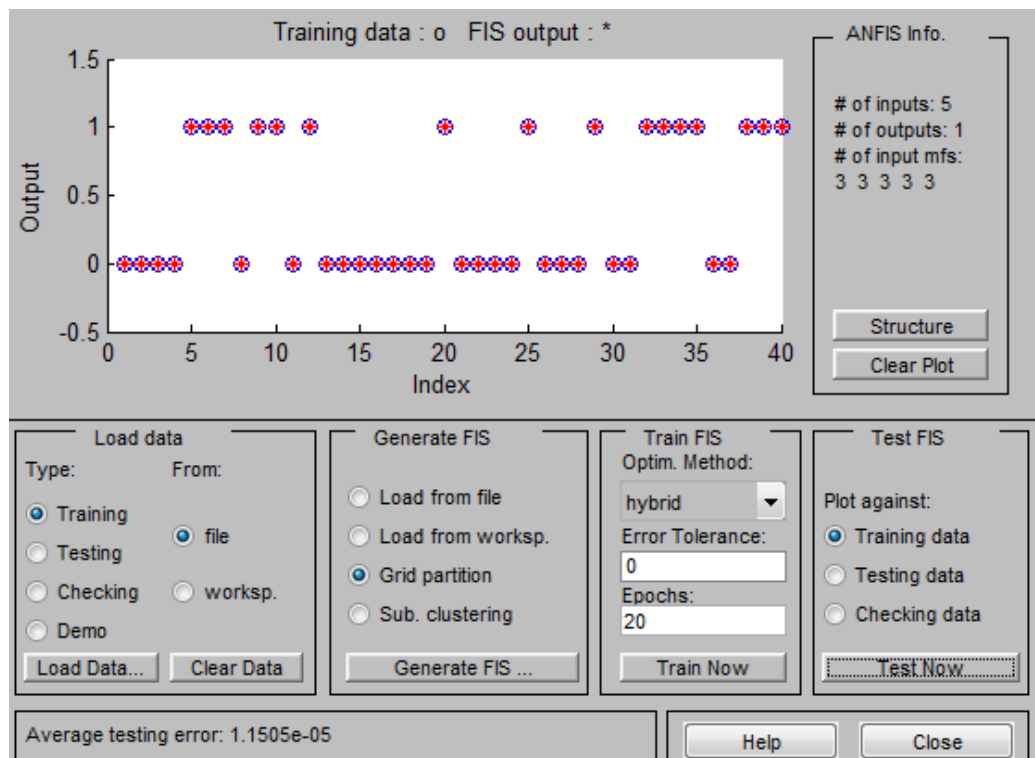 Training data : o   FIS output : *
1.5
1
0.5
0
-0.5
Output
0 5 10 15 20 25 30 35 40
Index
ANFIS Info.
# of inputs: 5
# of outputs: 1
# of input mfs:
3 3 3 3 3
Structure
Clear Plot
Load data
Type:
From:
Training
Testing
Checking
Demo
file
worksp.
Load Data...
Clear Data
Generate FIS
Load from file
Load from worksp.
Grid partition
Sub. clustering
Generate FIS ...
Train FIS
Optim. Method:
hybrid
Error Tolerance:
0
Epochs:
20
Train Now
Test FIS
Plot against:
Training data
Testing data
Checking data
Test Now
Average testing error: 1.1505e-05
Help
Close